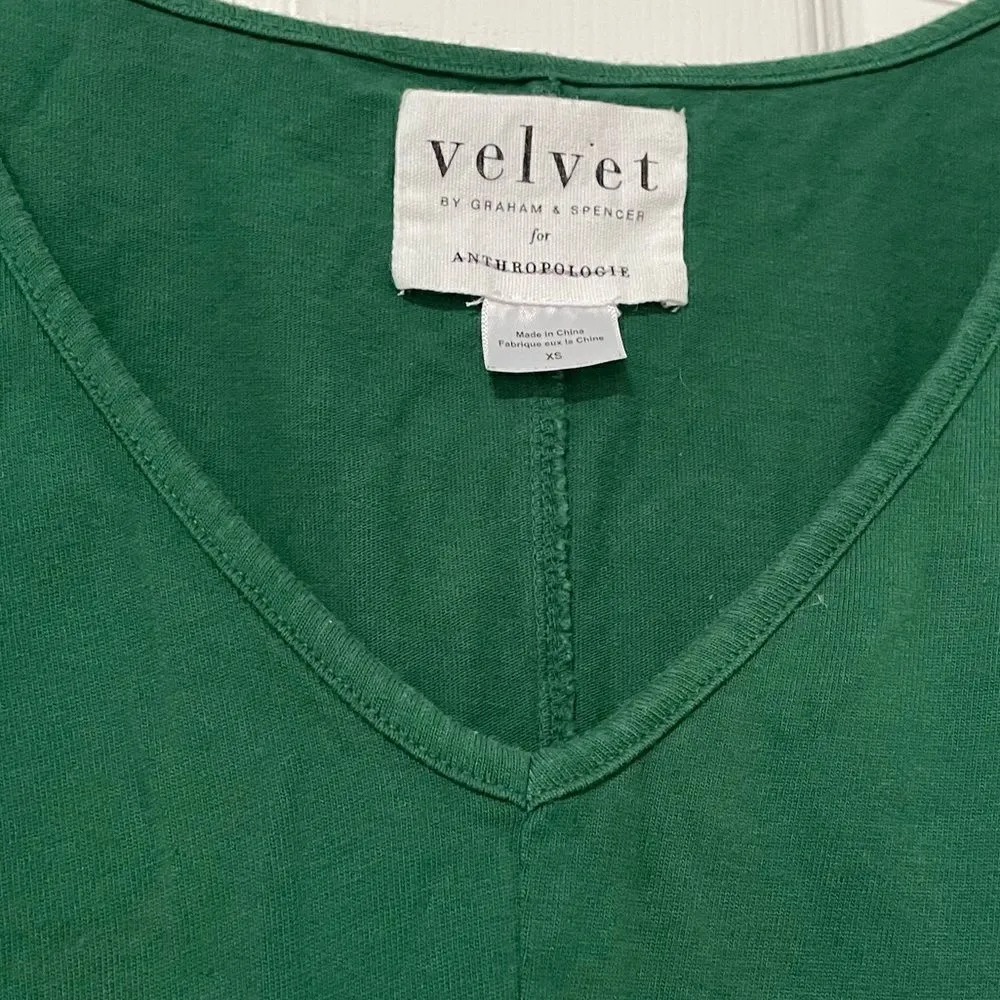 velvet
BY GRAHAM & SPENCER
for
ANTHROPOLOGIE
Made in China
Fabrique aux la Chine
XS